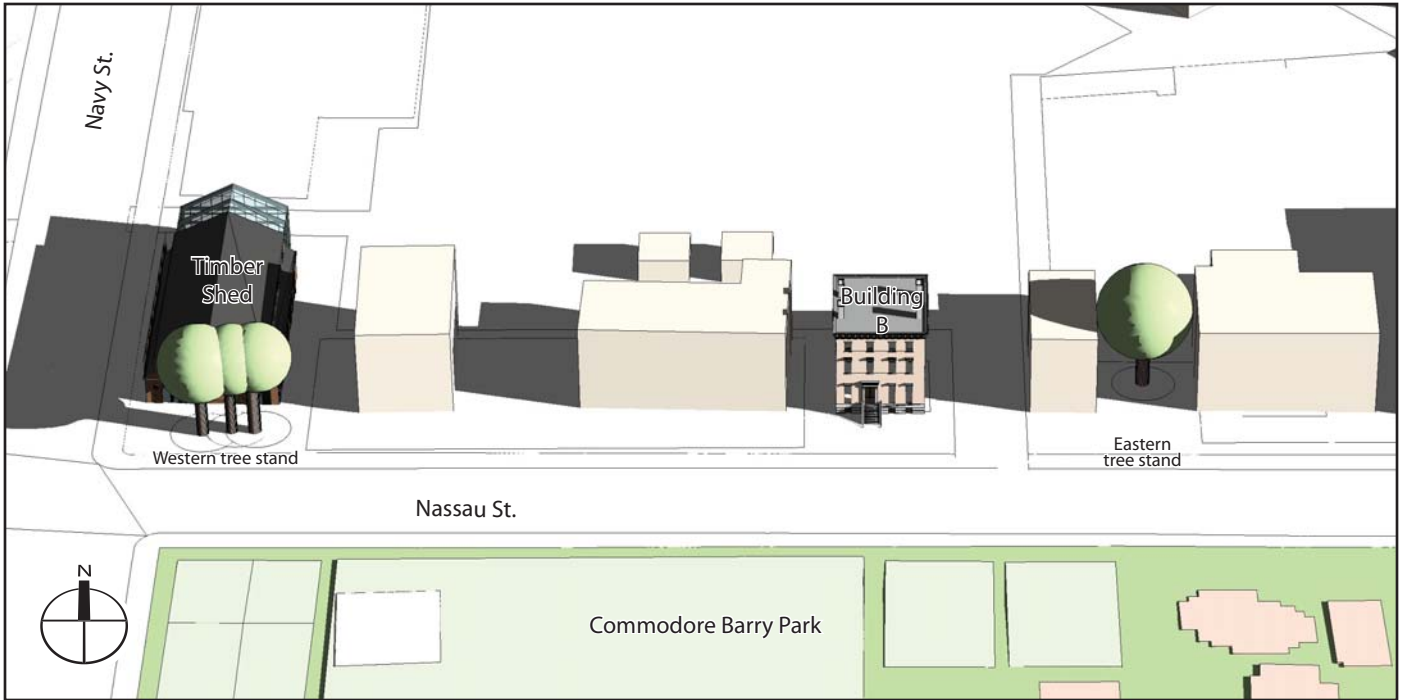 Navy St.
Timber
Shed
Building
B
Western tree stand
Eastern
tree stand
Nassau St.
N
Commodore Barry Park